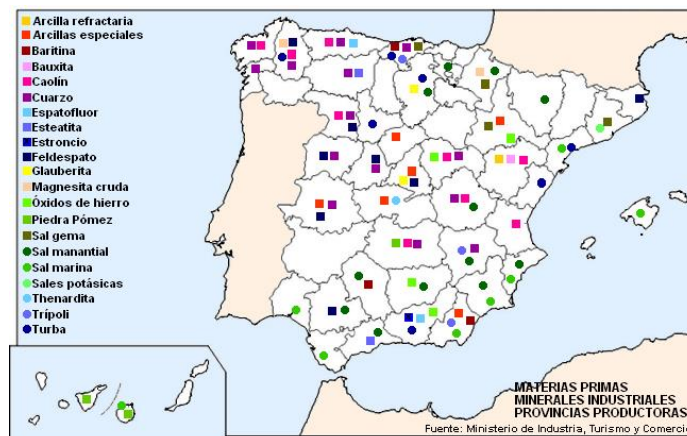 Arcilla refractaria
Arcillas especiales
Baritina
Bauxita
Caolín
Cuarzo
Espatofluor
Esteatita
Estroncio
Feldespato
Glauberita
Magnesita cruda
Óxidos de hierro
Piedra Pómez
Sal gema
Sal manantial
Sal marina
Sales potásicas
Thenardita
Trípoli
Turba
MATERIAS PRIMAS
MINERALES INDUSTRIALES
PROVINCIAS PRODUCTORAS
Fuente: Ministerio de Industria, Turismo y Comercio